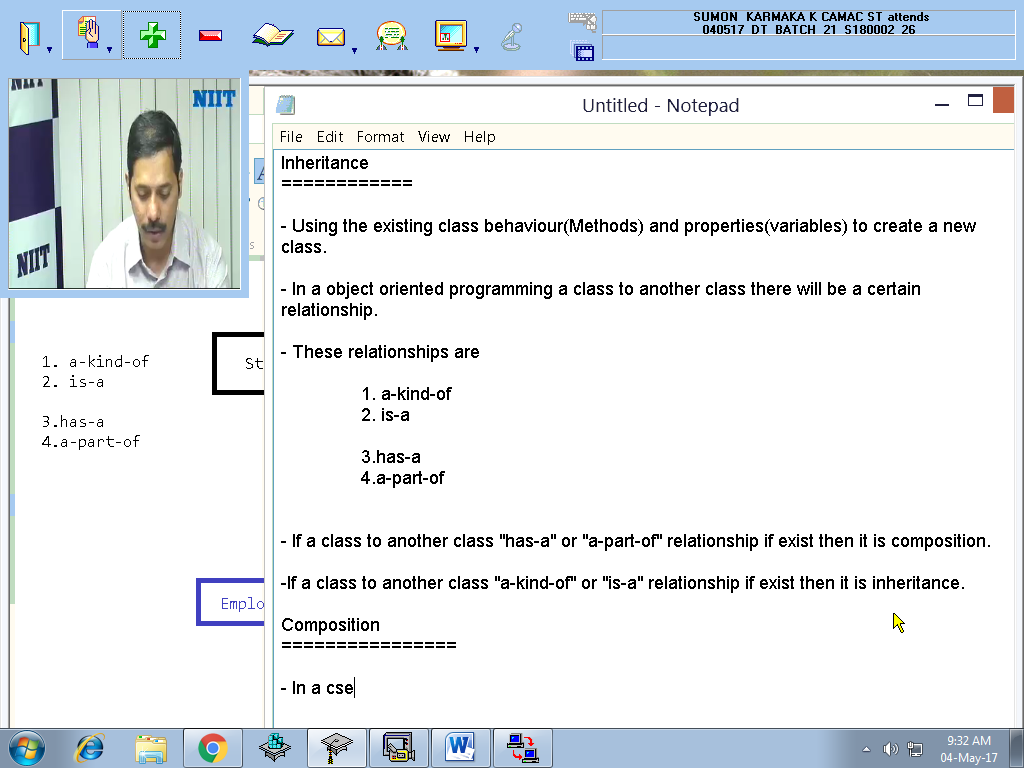 SUMON KARMAKA K CAMAC ST attends
040517 DT BATCH 21 S180002 26
NIIT
NIIT
Untitled - Notepad
File Edit Format View Help
Inheritance
============
- Using the existing class behaviour(Methods) and properties(variables) to create a new
class.
- In a object oriented programming a class to another class there will be a certain
relationship.
- These relationships are
1. a-kind-of
2. is-a
3.has-a
4.a-part-of
- If a class to another class "has-a" or "a-part-of" relationship if exist then it is composition.
-If a class to another class "a-kind-of" or "is-a" relationship if exist then it is inheritance.
Composition
================
- In a cse
1. a-kind-of
2. is-a
3.has-a
4.a-part-of
St
Emplo
9:32 AM
04-May-17